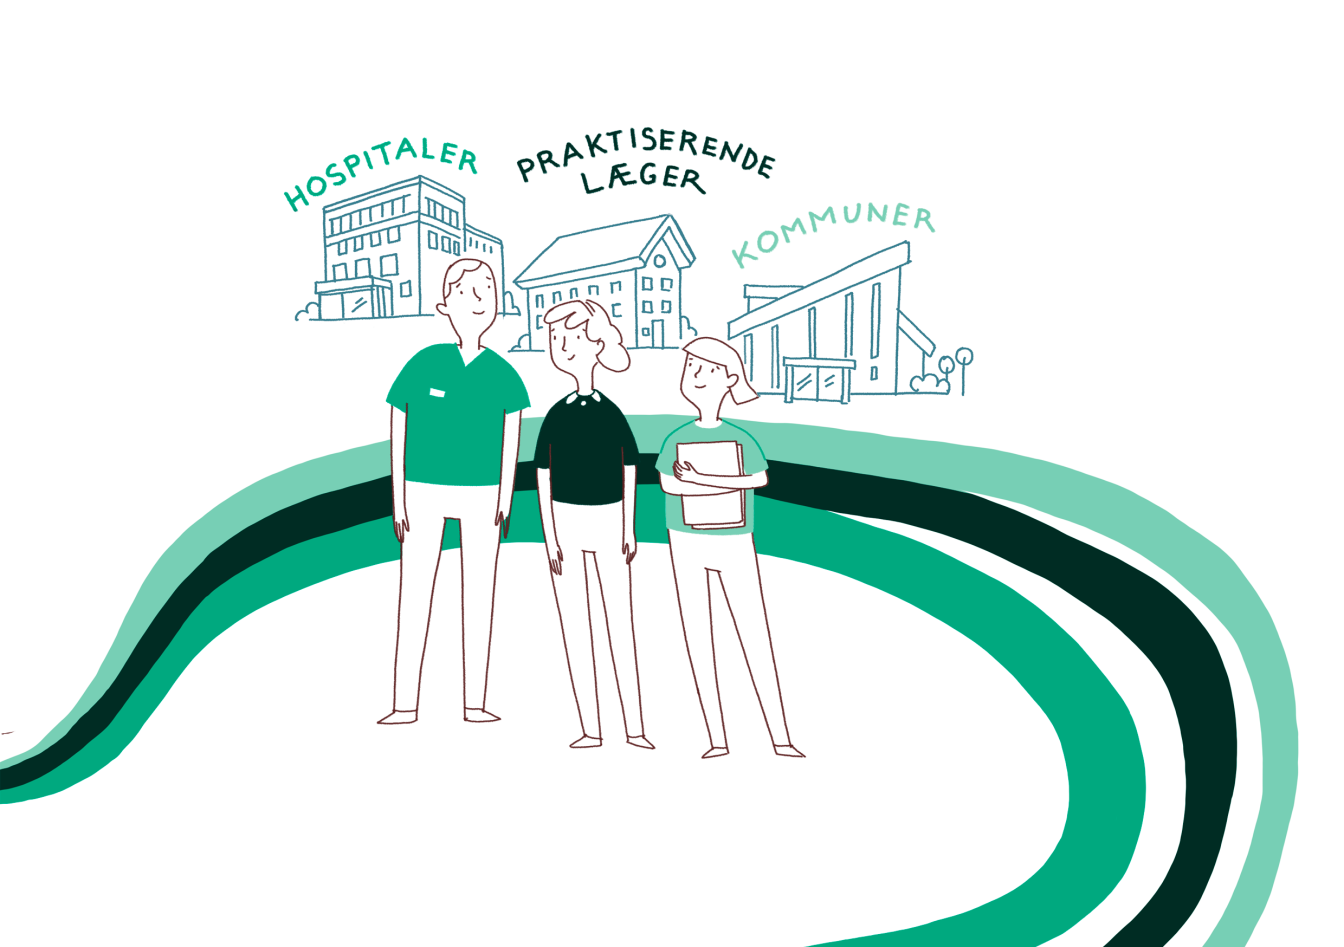 HOSPITALER
PRAKTISERENDE
LÆGER
KOMMUNER